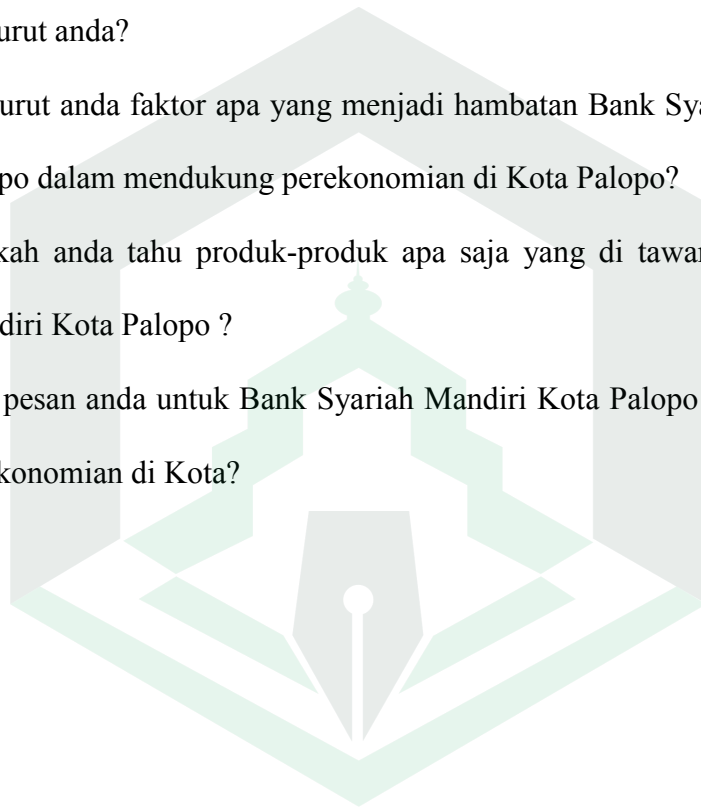 urut anda?
urut anda faktor apa yang menjadi hambatan Bank Sya
po dalam mendukung perekonomian di Kota Palopo?
kah anda tahu produk-produk apa saja yang di tawar
diri Kota Palopo ?
pesan anda untuk Bank Syariah Mandiri Kota Palopo
konomian di Kota?